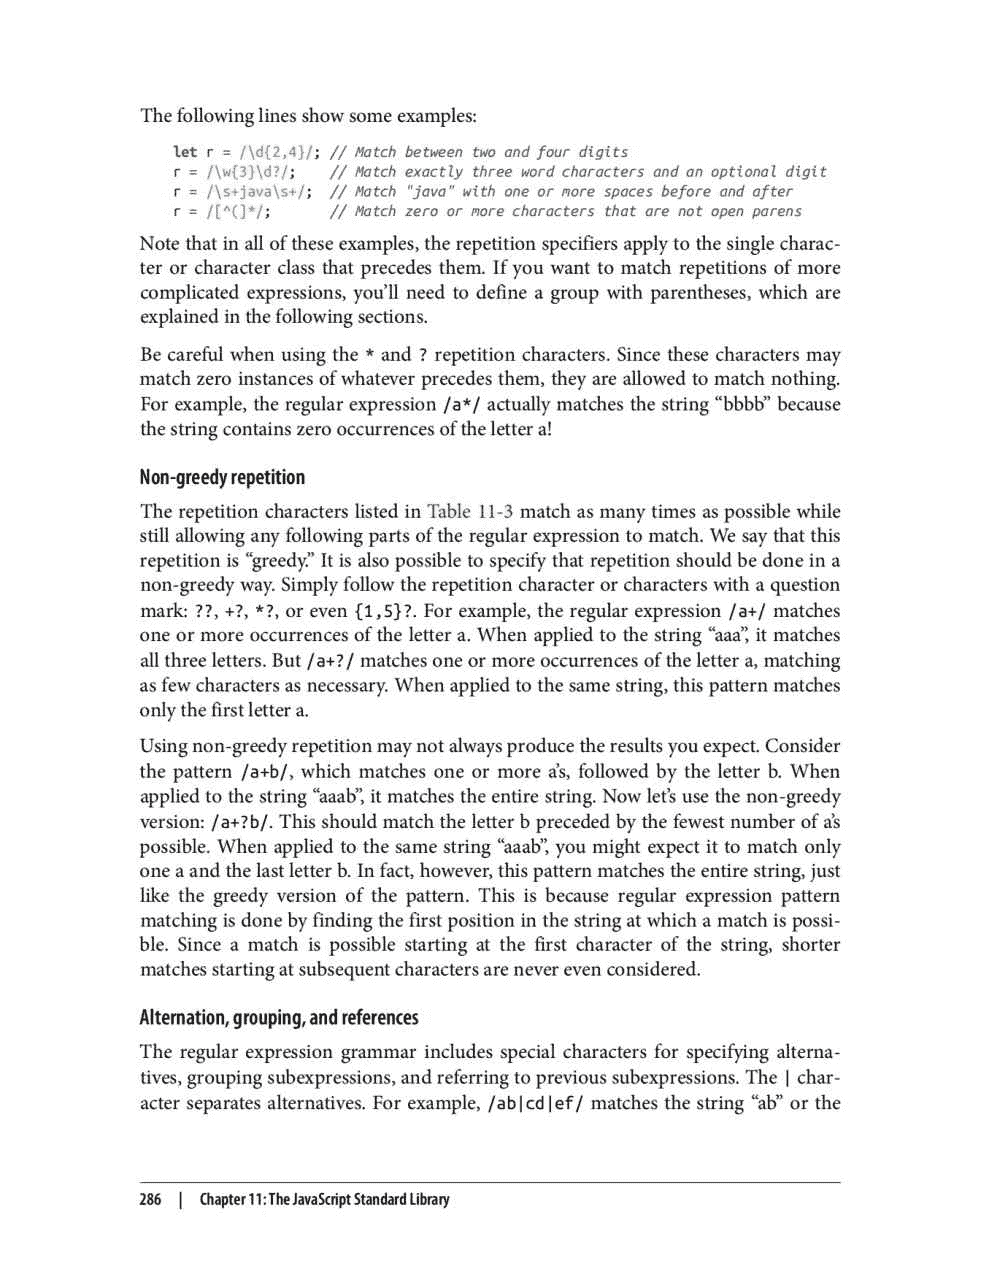 The following lines show some examples:
let r = /\d{2,4}/; // Match between two and four digits
r = /\w{3}\d?/;    // Match exactly three word characters and an optional digit
r = /\s+java\s+/;  // Match "java" with one or more spaces before and after
r = /[^(]*/;       // Match zero or more characters that are not open parens
Note that in all of these examples, the repetition specifiers apply to the single charac-
ter or character class that precedes them. If you want to match repetitions of more
complicated expressions, you’ll need to define a group with parentheses, which are
explained in the following sections.
Be careful when using the * and ? repetition characters. Since these characters may
match zero instances of whatever precedes them, they are allowed to match nothing.
For example, the regular expression /a*/ actually matches the string “bbbb” because
the string contains zero occurrences of the letter a!
Non-greedy repetition
The repetition characters listed in Table 11-3 match as many times as possible while
still allowing any following parts of the regular expression to match. We say that this
repetition is “greedy.” It is also possible to specify that repetition should be done in a
non-greedy way. Simply follow the repetition character or characters with a question
mark: ??, +?, *?, or even {1,5}?. For example, the regular expression /a+/ matches
one or more occurrences of the letter a. When applied to the string “aaa”, it matches
all three letters. But /a+?/ matches one or more occurrences of the letter a, matching
as few characters as necessary. When applied to the same string, this pattern matches
only the first letter a.
Using non-greedy repetition may not always produce the results you expect. Consider
the pattern /a+b/, which matches one or more a’s, followed by the letter b. When
applied to the string “aaab”, it matches the entire string. Now let’s use the non-greedy
version: /a+?b/. This should match the letter b preceded by the fewest number of a’s
possible. When applied to the same string “aaab”, you might expect it to match only
one a and the last letter b. In fact, however, this pattern matches the entire string, just
like the greedy version of the pattern. This is because regular expression pattern
matching is done by finding the first position in the string at which a match is possi-
ble. Since a match is possible starting at the first character of the string, shorter
matches starting at subsequent characters are never even considered.
Alternation, grouping, and references
The regular expression grammar includes special characters for specifying alterna-
tives, grouping subexpressions, and referring to previous subexpressions. The | char-
acter separates alternatives. For example, /ab|cd|ef/ matches the string “ab” or the
286 | Chapter 11: The JavaScript Standard Library